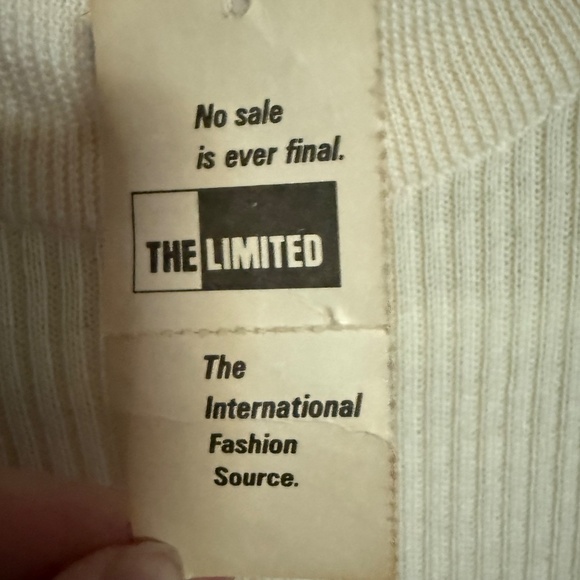 No sale
is ever final.
THE LIMITED
The
International
Fashion
Source.